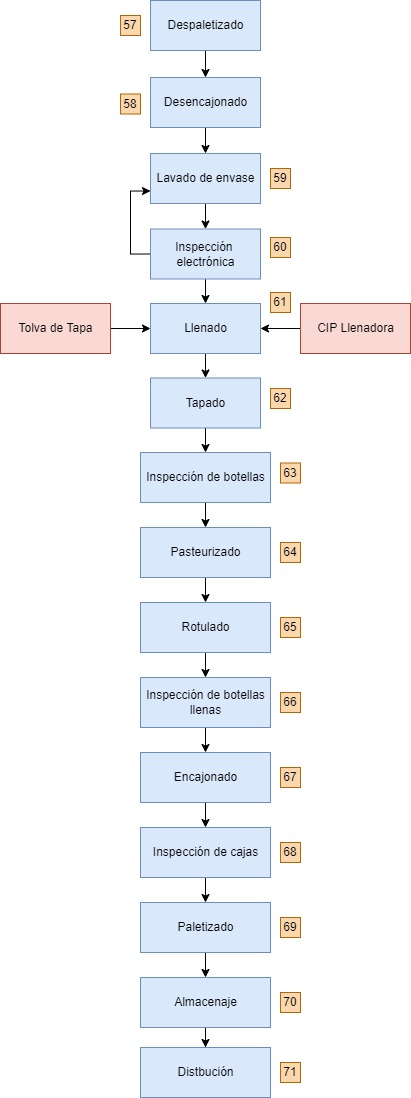 57
Despaletizado
58
Desencajonado
Lavado de envase
59
Inspección
electrónica
60
61
Tolva de Tapa
Llenado
CIP Llenadora
Tapado
62
Inspección de botellas
63
Pasteurizado
64
Rotulado
65
Inspección de botellas
llenas
66
Encajonado
67
Inspección de cajas
68
Paletizado
69
Almacenaje
70
Distbución
71